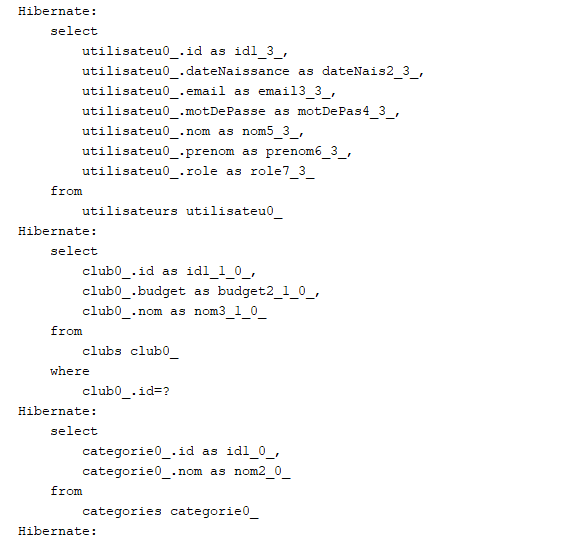 Hibernate:
select
utilisateu0_.id as id1_3_,
utilisateu0_.dateNaissance as dateNais2_3_,
utilisateu0_.email as email3_3_,
utilisateu0_.motDePasse as motDePas4_3_,
utilisateu0_.nom as nom5_3_,
utilisateu0_.prenom as prenom6_3_,
utilisateu0_.role as role7_3_
from
utilisateurs utilisateu0_
Hibernate:
select
club0_.id as id1_1_0_,
club0_.budget as budget2_1_0_,
club0_.nom as nom3_1_0_
from
clubs club0_
where
club0_.id=?
Hibernate:
select
categorie0_.id as id1_0_,
categorie0_.nom as nom2_0_
from
categories categorie0_
Hibernate: